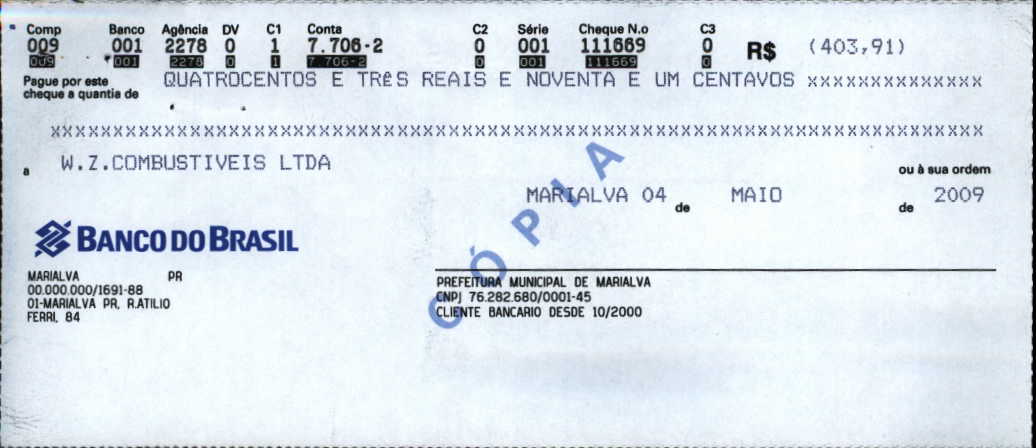 Comp Banco Agência DV C1 Conta C2 Série Cheque N.o C3
009 001 2278 0 1 7.706-2 0 001 111669 0 R$ (403,91)
009 001 2278 0 1 7 706-2 0 001 111669 0
Pague por este
cheque a quantia de QUATROCENTOS E TRÊS REAIS E NOVENTA E UM CENTAVOS xxxxxxxxxxxxxx
xxxxxxxxxxxxxxxxxxxxxxxxxxxxxxxxxxxxxxxxxxxxxxxxxxxxxxxxxxxxxxxxxxxxxxxxxx
a W.Z.COMBUSTIVEIS LTDA ou à sua ordem
MARIALVA 04 de MAIO de 2009
CÓPIA
BANCO DO BRASIL
MARIALVA PR
00.000.000/1691-88
01-MARIALVA PR, R.ATILIO
FERRI, 84
PREFEITURA MUNICIPAL DE MARIALVA
CNPJ 76.282.680/0001-45
CLIENTE BANCARIO DESDE 10/2000